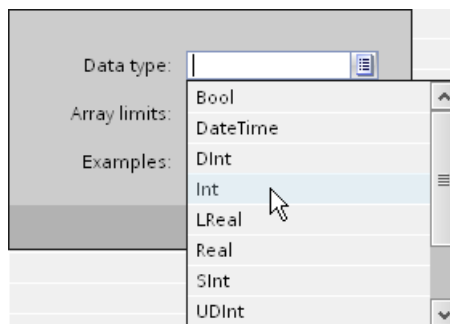 Data type:
Bool
Array limits:
DateTime
Examples:
DInt
Int
LReal
Real
SInt
UDInt